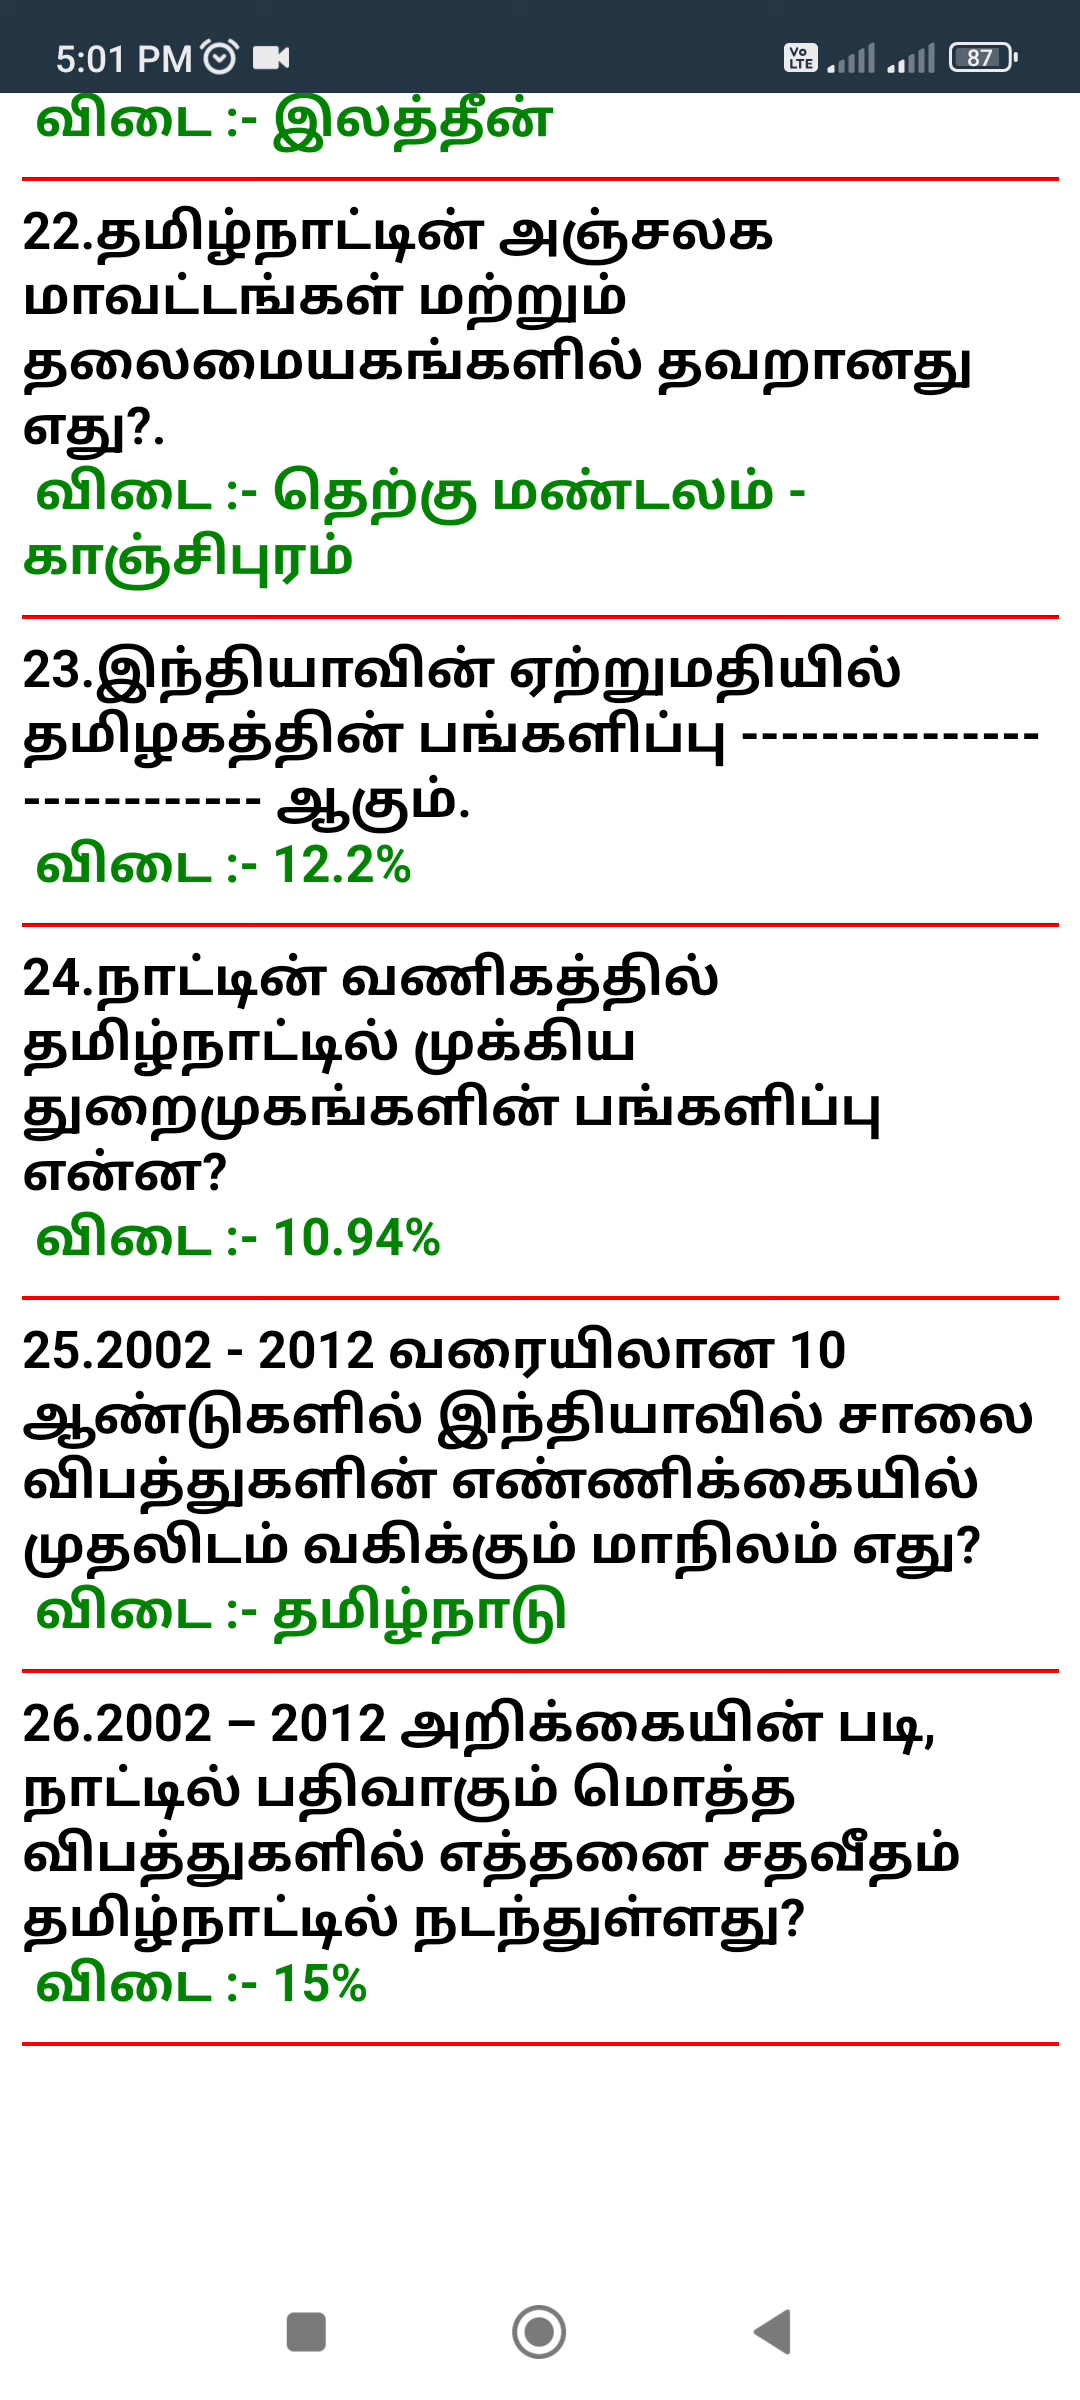 5:01 PM
Vo LTE
87
விடை :- இலத்தீன்
22.தமிழ்நாட்டின் அஞ்சலக
மாவட்டங்கள் மற்றும்
தலைமையகங்களில் தவறானது
எது?.
விடை :- தெற்கு மண்டலம் -
காஞ்சிபுரம்
23.இந்தியாவின் ஏற்றுமதியில்
தமிழகத்தின் பங்களிப்பு ---------------
------------ ஆகும்.
விடை :- 12.2%
24.நாட்டின் வணிகத்தில்
தமிழ்நாட்டில் முக்கிய
துறைமுகங்களின் பங்களிப்பு
என்ன?
விடை :- 10.94%
25.2002 - 2012 வரையிலான 10
ஆண்டுகளில் இந்தியாவில் சாலை
விபத்துகளின் எண்ணிக்கையில்
முதலிடம் வகிக்கும் மாநிலம் எது?
விடை :- தமிழ்நாடு
26.2002 – 2012 அறிக்கையின் படி,
நாட்டில் பதிவாகும் மொத்த
விபத்துகளில் எத்தனை சதவீதம்
தமிழ்நாட்டில் நடந்துள்ளது?
விடை :- 15%